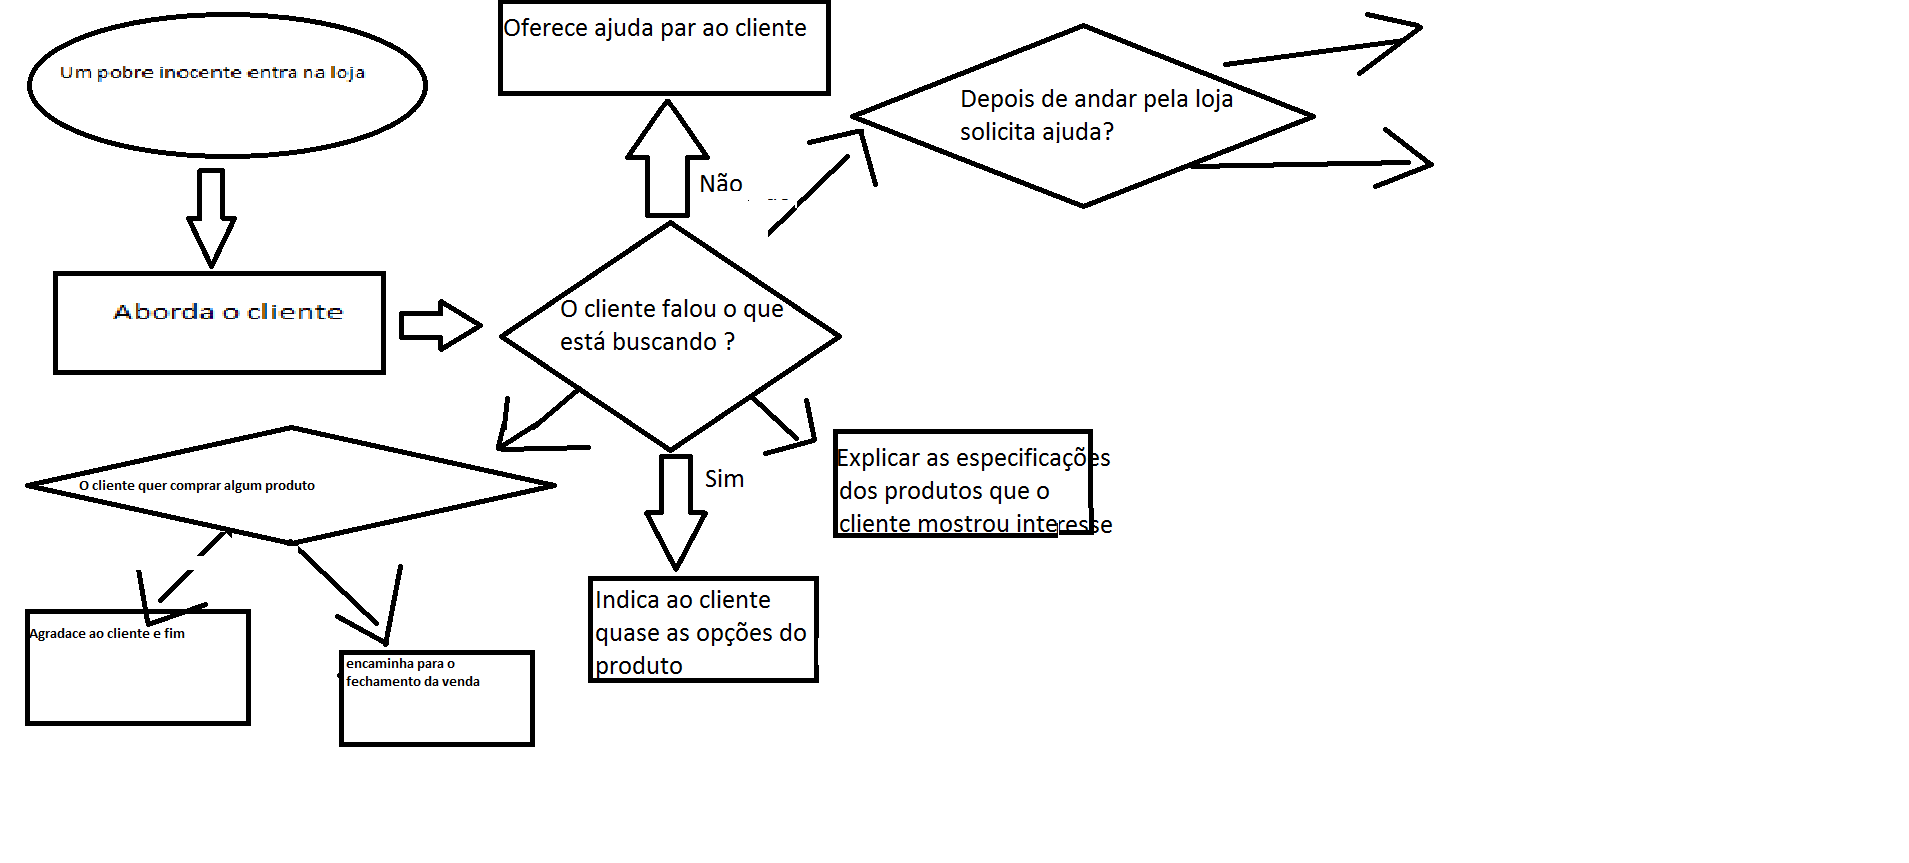 Um pobre inocente entra na loja
Oferece ajuda par ao cliente
Depois de andar pela loja
solicita ajuda?
Não
Aborda o cliente
O cliente falou o que
está buscando ?
O cliente quer comprar algum produto
Sim
Explicar as especificações
dos produtos que o
cliente mostrou interesse
Indica ao cliente
quase as opções do
produto
Agradace ao cliente e fim
encaminha para o
fechamento da venda